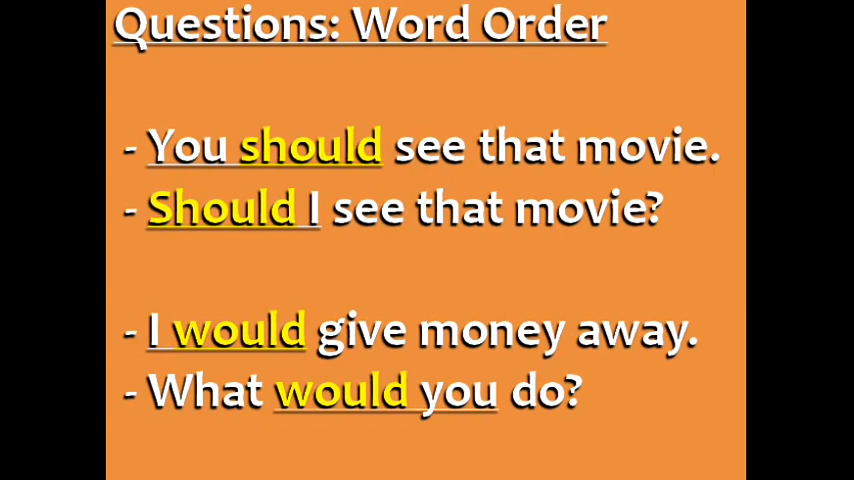 Questions: Word Order
- You should see that movie.
- Should I see that movie?
- I would give money away.
- What would you do?